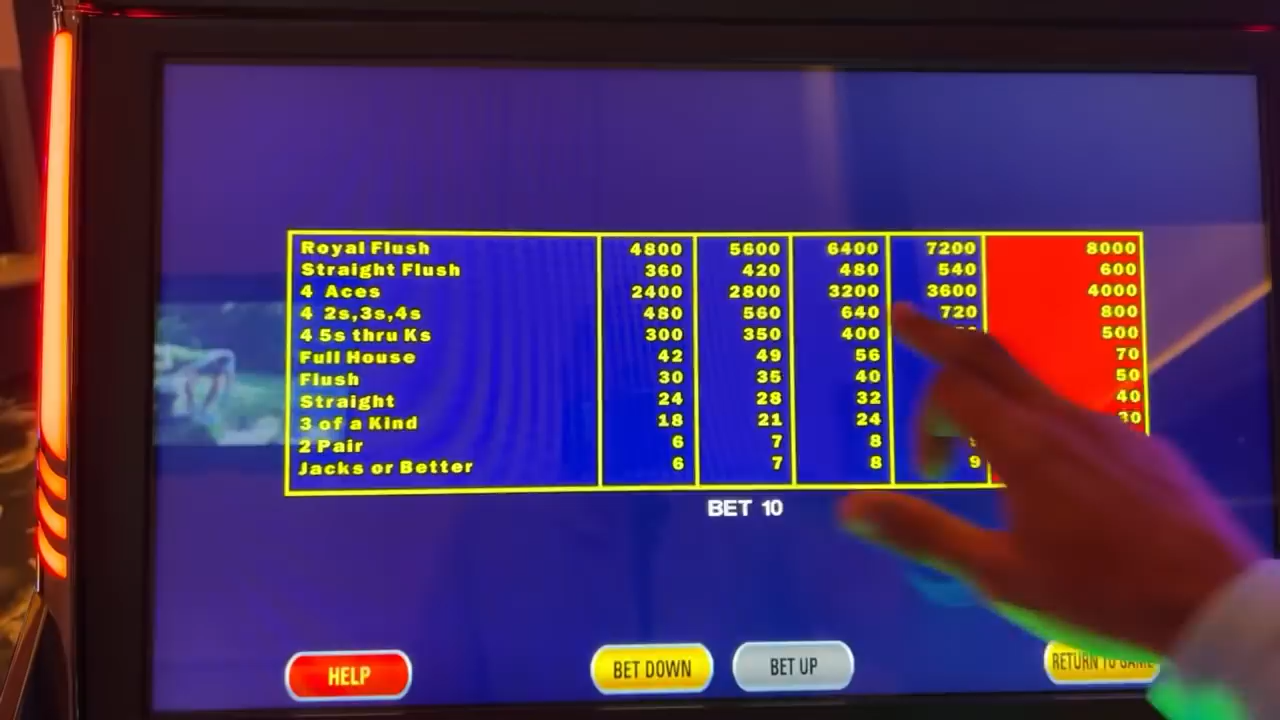 Royal Flush 4800 5600 6400 7200 8000
Straight Flush 360 420 480 540 600
4 Aces 2400 2800 3200 3600 4000
4 2s,3s,4s 480 560 640 720 800
4 5s thru Ks 300 350 400 500
Full House 42 49 56 70
Flush 30 35 40 50
Straight 24 28 32 40
3 of a Kind 18 21 24 30
2 Pair 6 7 8
Jacks or Better 6 7 8 9
BET 10
HELP BET DOWN BET UP RETURN TO GAME